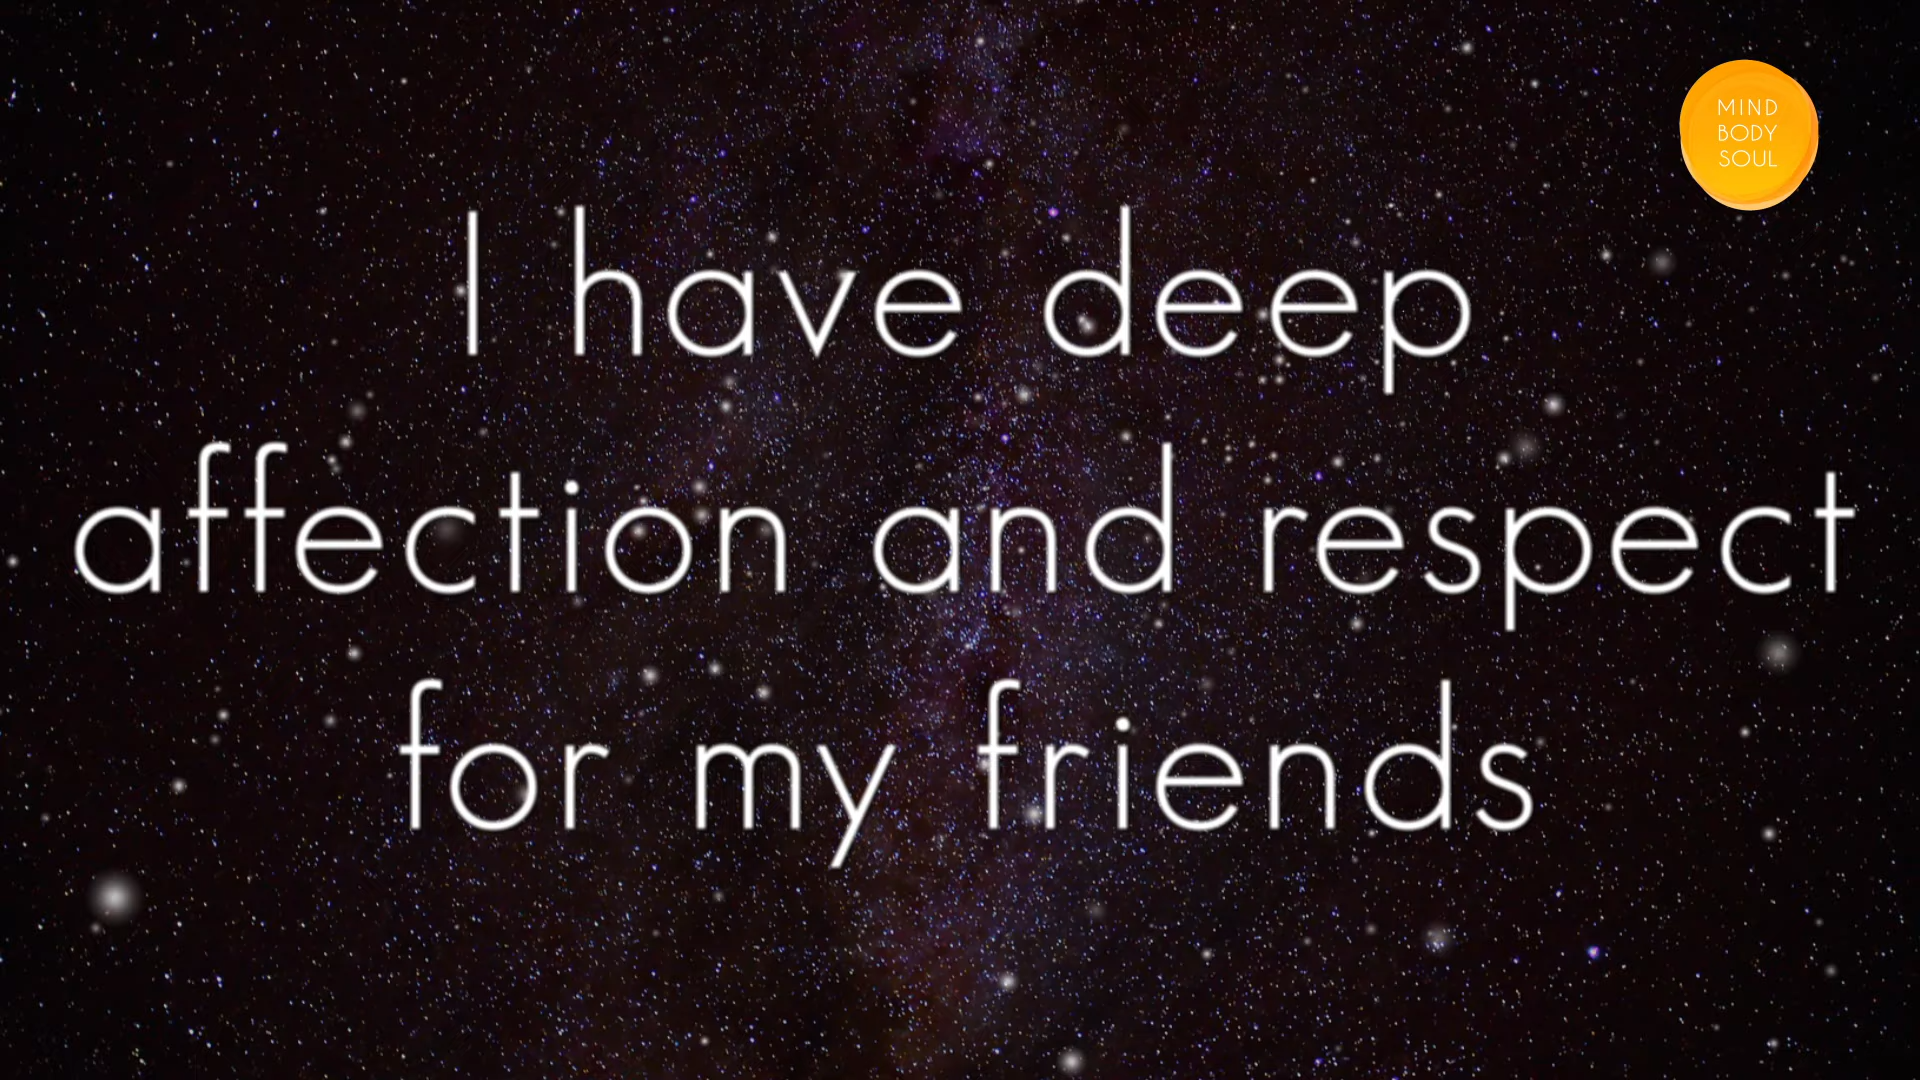 MIND
BODY
SOUL
I have deep
affection and respect
for my friends